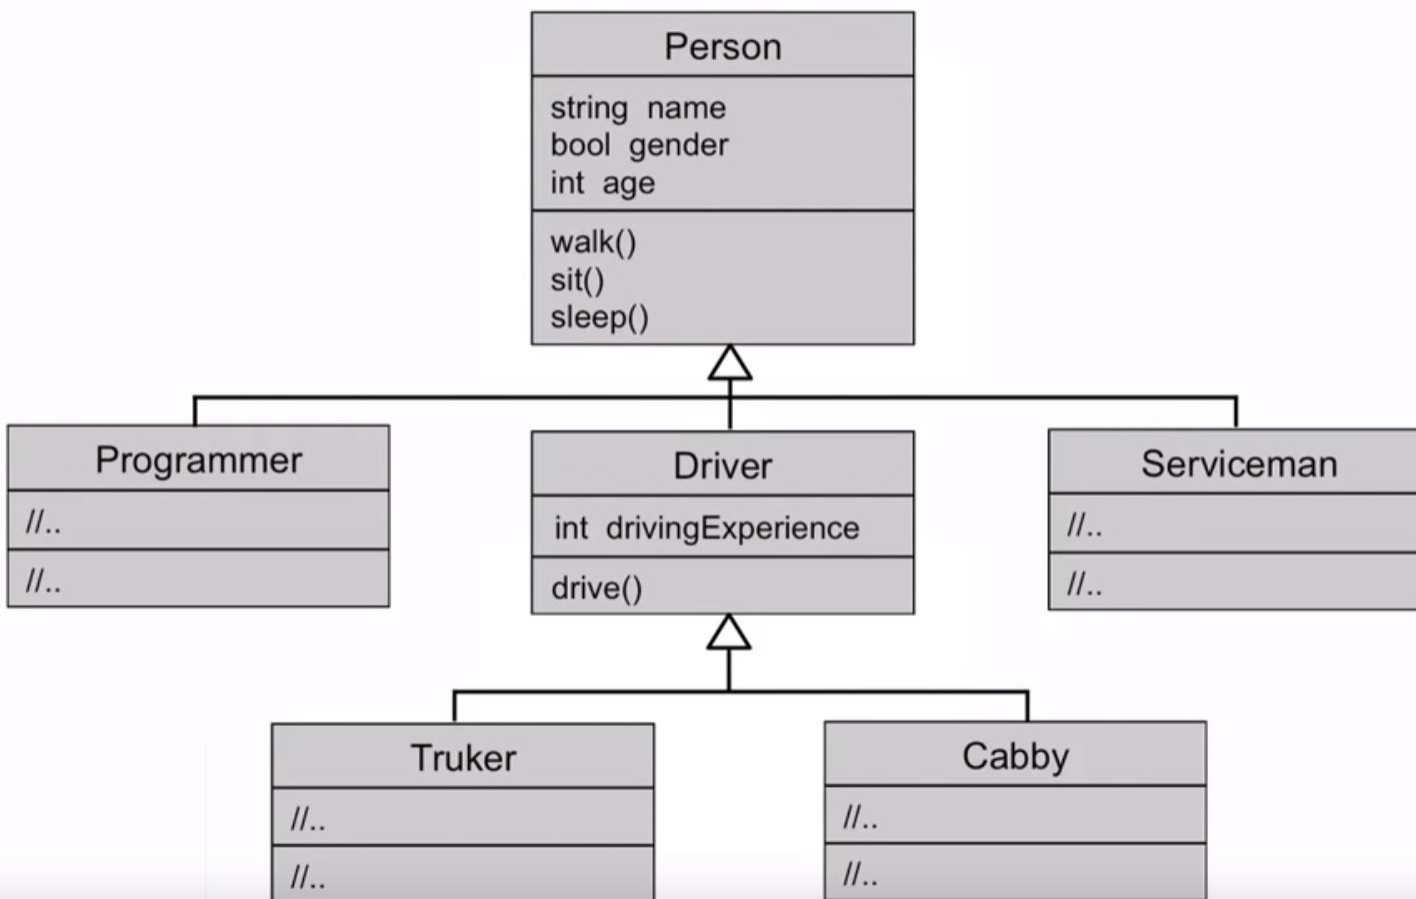 Person
string name
bool gender
int age
walk()
sit()
sleep()
Programmer
//..
//..
Driver
int drivingExperience
drive()
Serviceman
//..
//..
Truker
//..
//..
Cabby
//..
//..